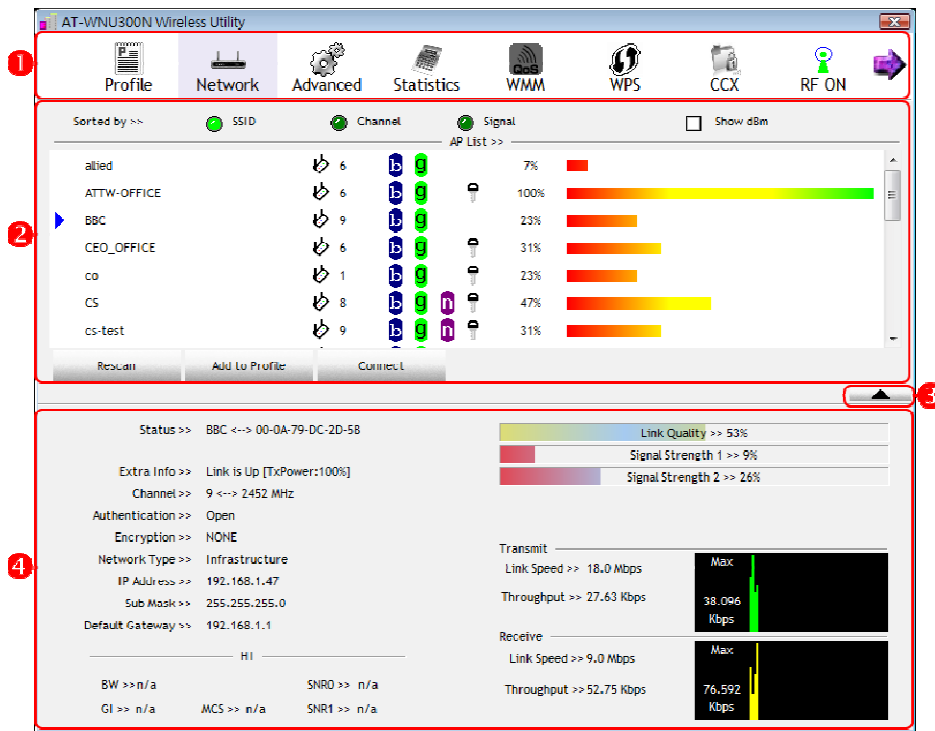 AT-WNU300N Wireless Utility
1
Profile Network Advanced Statistics QoS WMM WPS CCX RF ON
Sorted by >> SSID Channel Signal Show dBm
AP List >>
allied 6 b g 7%
ATTW-OFFICE 6 b g 100%
2
BBC 9 b g 23%
CEO_OFFICE 6 b g 31%
co 1 b g 23%
CS 8 b g n 47%
cs-test 9 b g n 31%
Rescan Add to Profile Connect
3
Status >> BBC <--> 00-0A-79-DC-2D-5B
Extra Info >> Link is Up [TxPower:100%]
Channel >> 9 <--> 2452 MHz
Authentication >> Open
Encryption >> NONE
4
Network Type >> Infrastructure
IP Address >> 192.168.1.47
Sub Mask >> 255.255.255.0
Default Gateway >> 192.168.1.1
HT
BW >> n/a SNR0 >> n/a
GI >> n/a MCS >> n/a SNR1 >> n/a
Link Quality >> 53%
Signal Strength 1 >> 9%
Signal Strength 2 >> 26%
Transmit
Link Speed >> 18.0 Mbps
Throughput >> 27.63 Kbps
Max
38.096
Kbps
Receive
Link Speed >> 9.0 Mbps
Throughput >> 52.75 Kbps
Max
76.592
Kbps